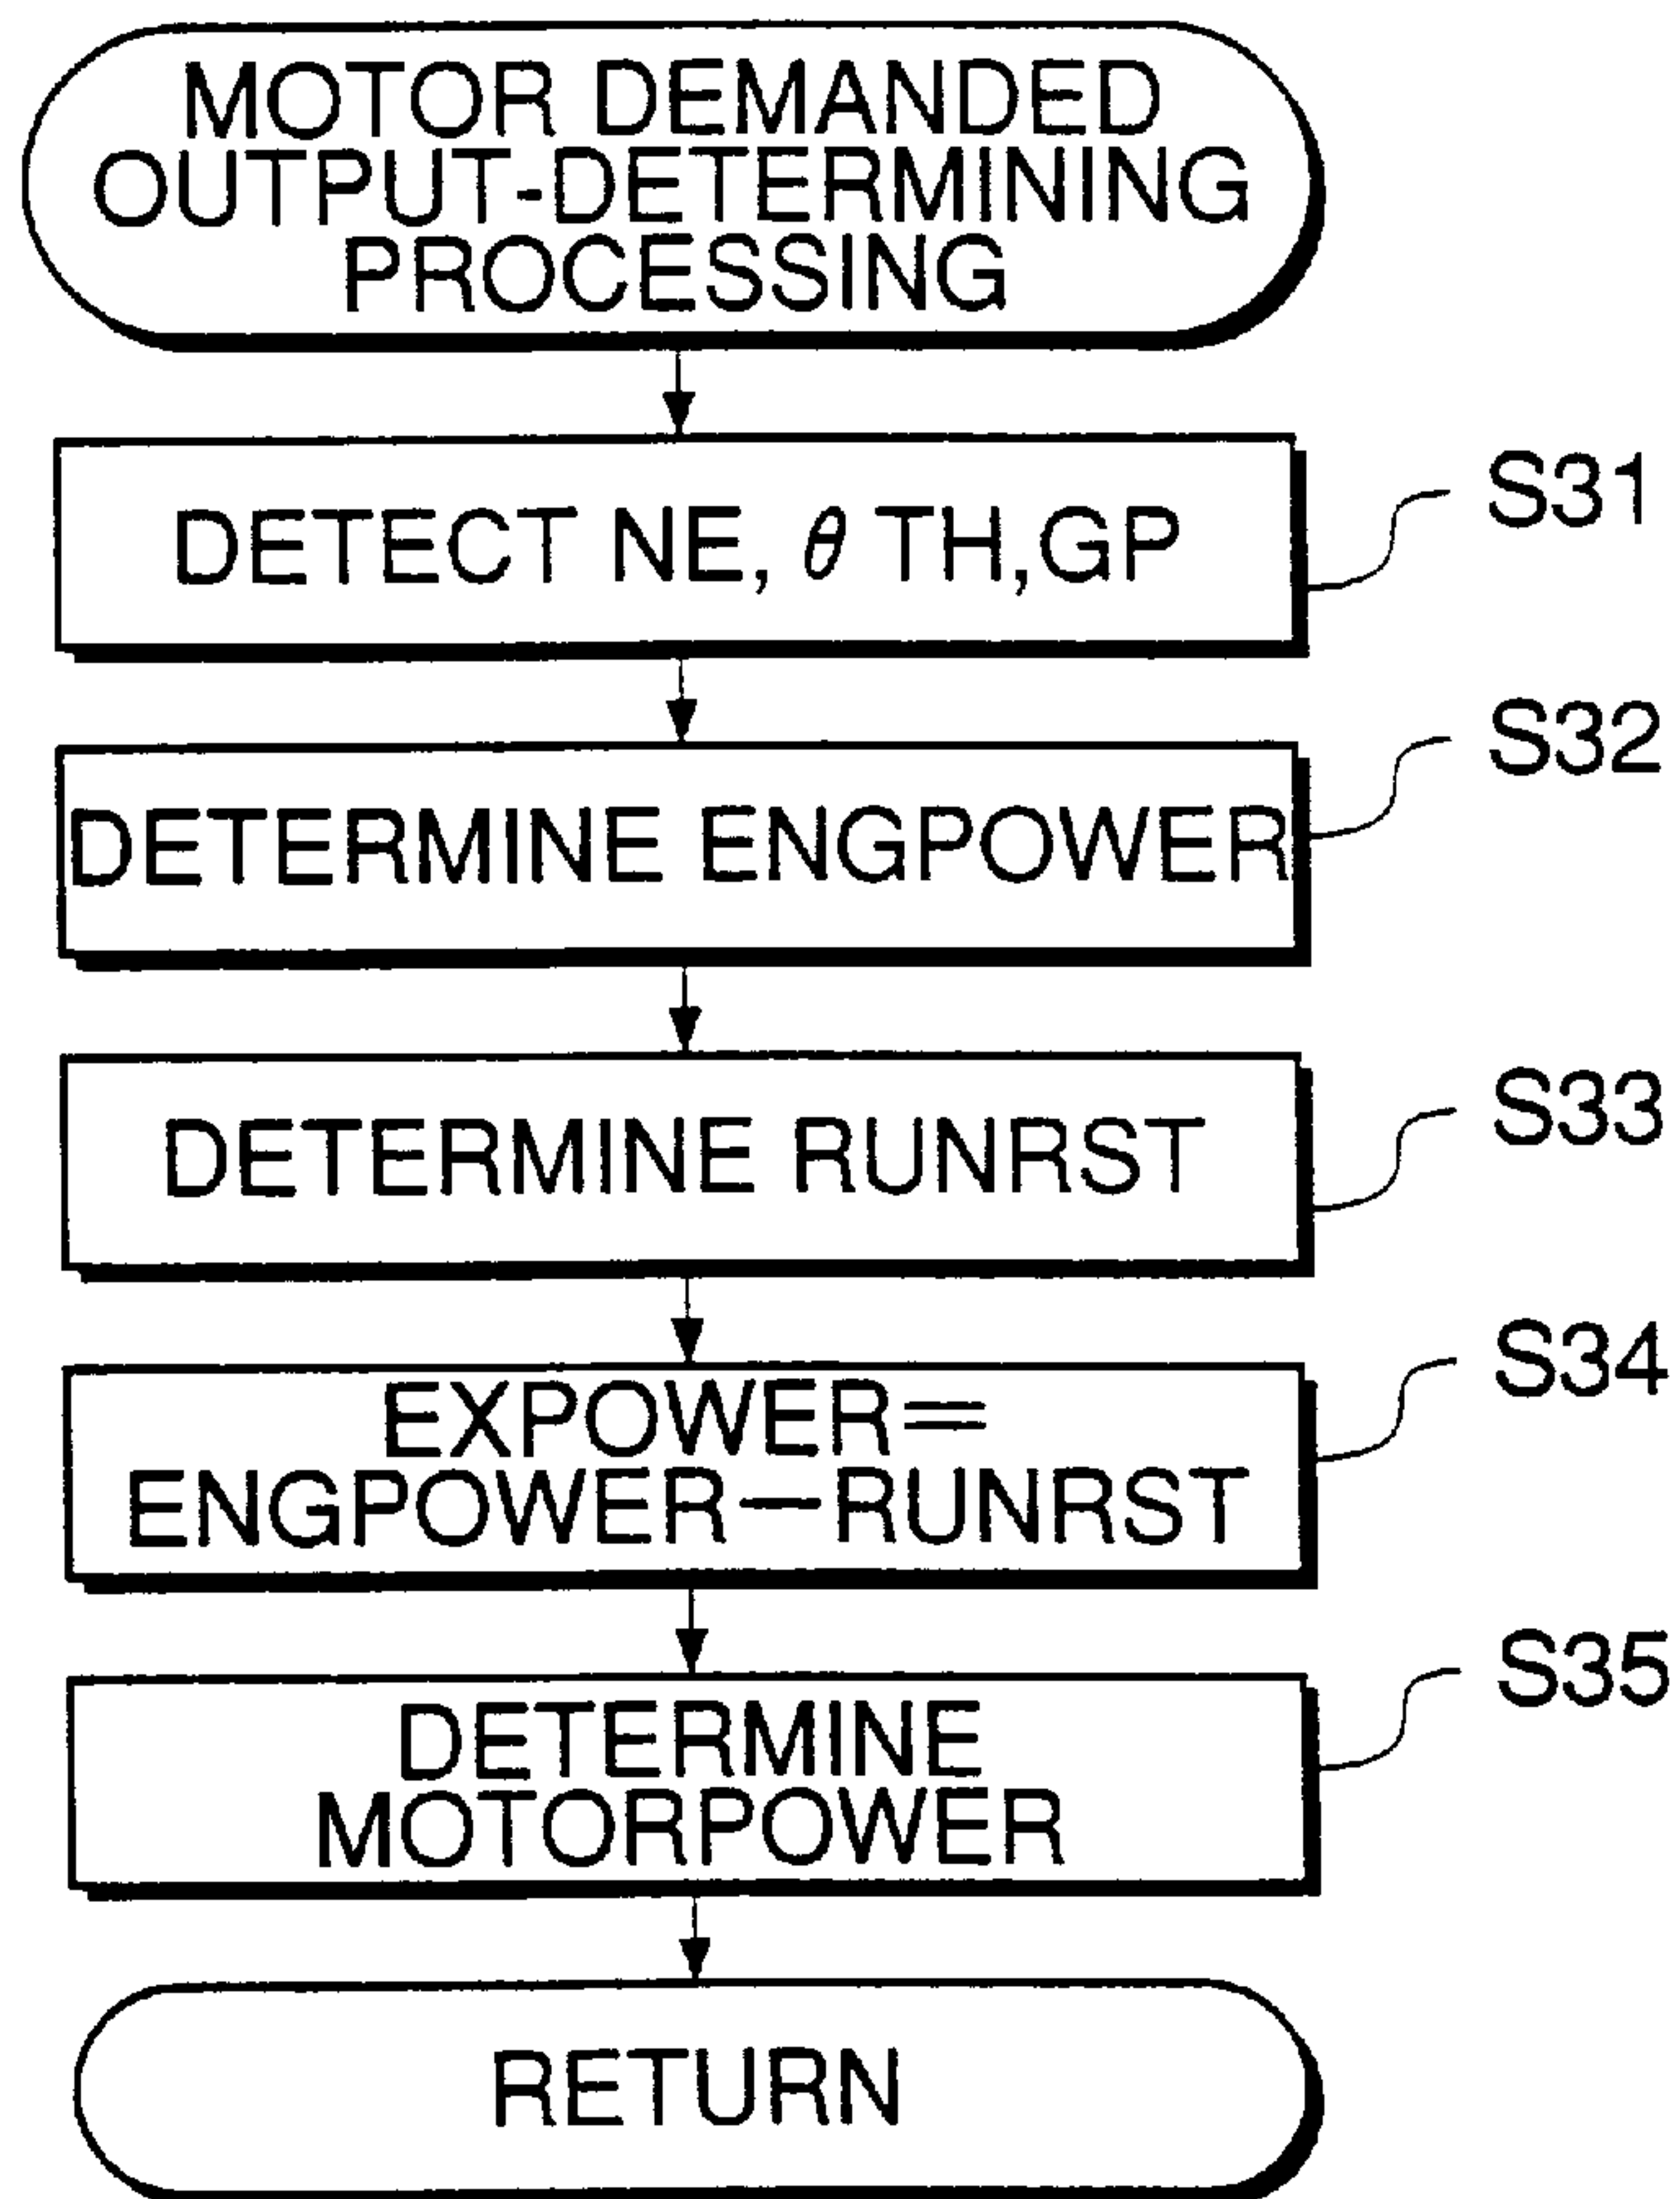 MOTOR DEMANDED
OUTPUT-DETERMINING
PROCESSING
DETECT NE, θ TH, GP
S31
DETERMINE ENGPOWER
S32
DETERMINE RUNRST
S33
EXPOWER=
ENGPOWER—RUNRST
S34
DETERMINE
MOTORPOWER
S35
RETURN